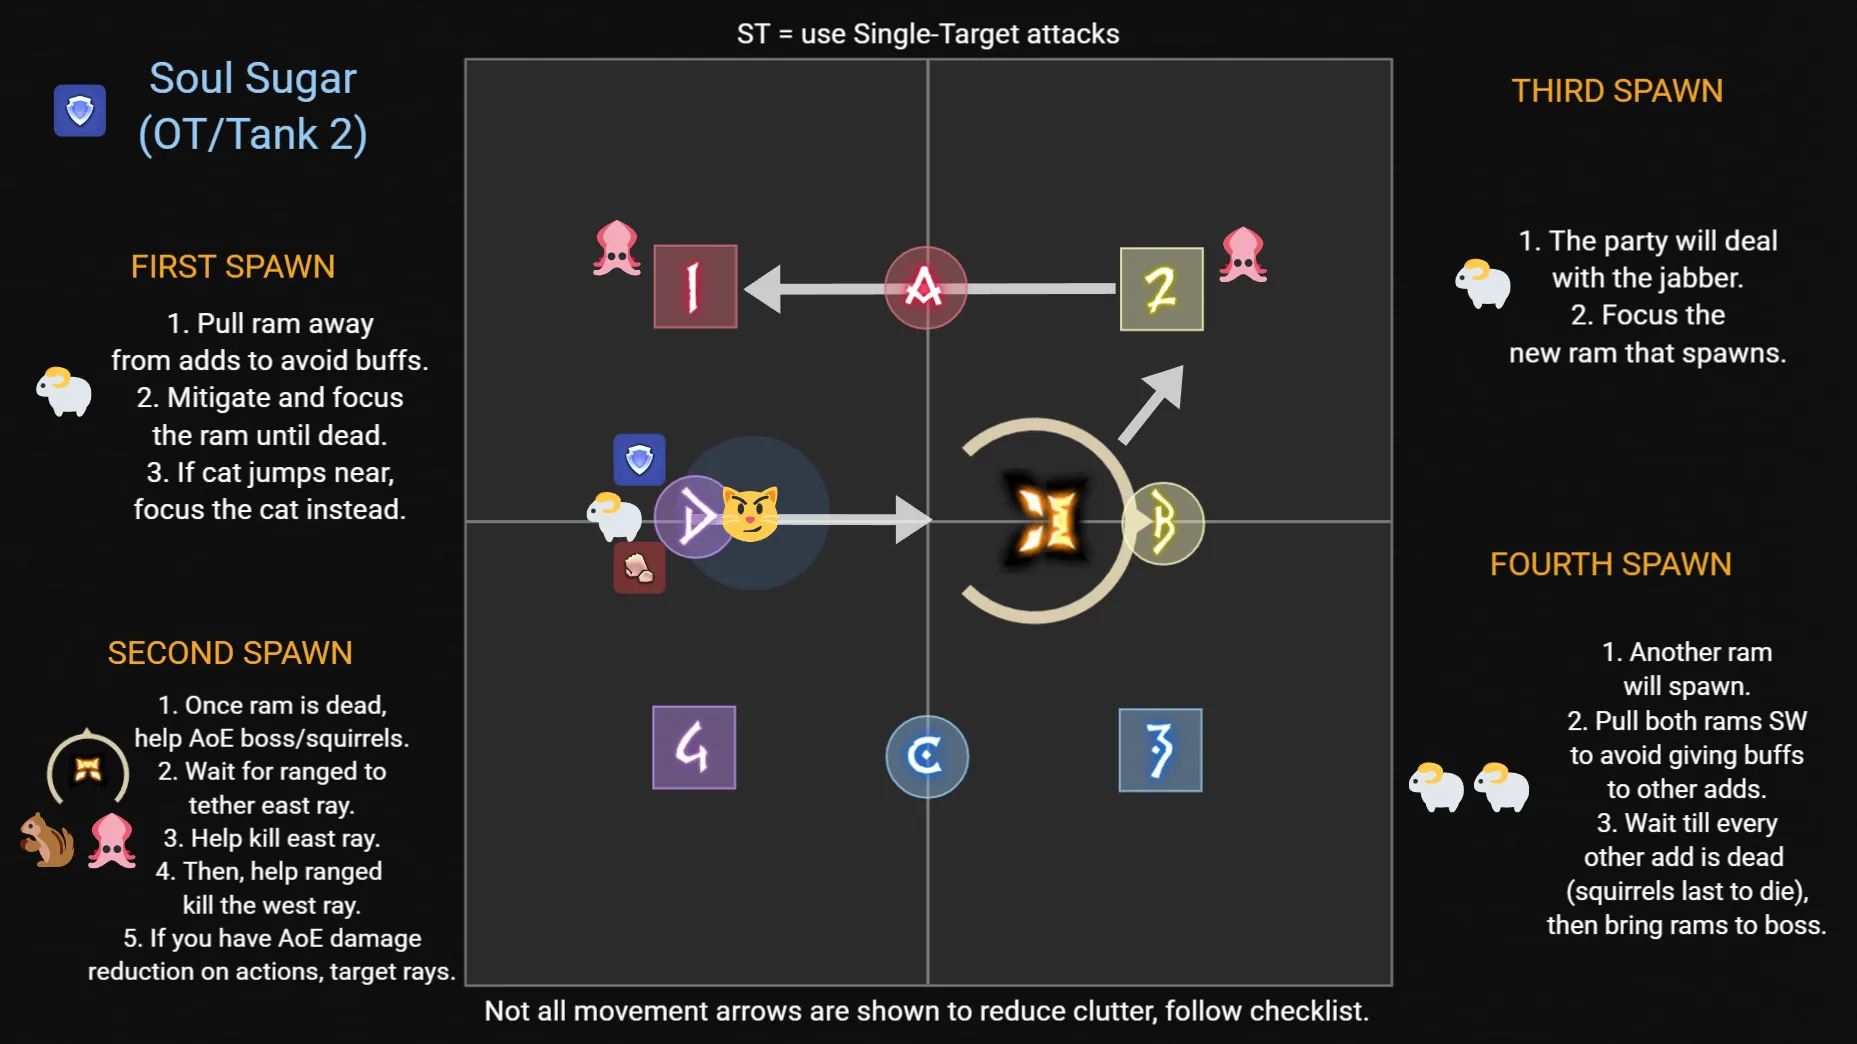 ST = use Single-Target attacks
Soul Sugar
(OT/Tank 2)
FIRST SPAWN
1. Pull ram away
from adds to avoid buffs.
2. Mitigate and focus
the ram until dead.
3. If cat jumps near,
focus the cat instead.
SECOND SPAWN
1. Once ram is dead,
help AoE boss/squirrels.
2. Wait for ranged to
tether east ray.
3. Help kill east ray.
4. Then, help ranged
kill the west ray.
5. If you have AoE damage
reduction on actions, target rays.
1
A
2
D
B
4
C
3
THIRD SPAWN
1. The party will deal
with the jabber.
2. Focus the
new ram that spawns.
FOURTH SPAWN
1. Another ram
will spawn.
2. Pull both rams SW
to avoid giving buffs
to other adds.
3. Wait till every
other add is dead
(squirrels last to die),
then bring rams to boss.
Not all movement arrows are shown to reduce clutter, follow checklist.